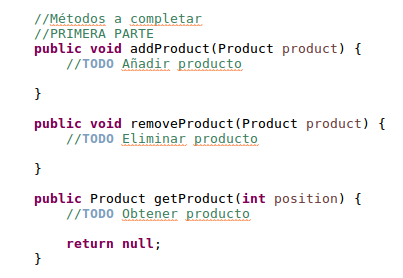 //Métodos a completar
//PRIMERA PARTE
public void addProduct(Product product) {
//TODO Añadir producto
}
public void removeProduct(Product product) {
//TODO Eliminar producto
}
public Product getProduct(int position) {
//TODO Obtener producto
return null;
}